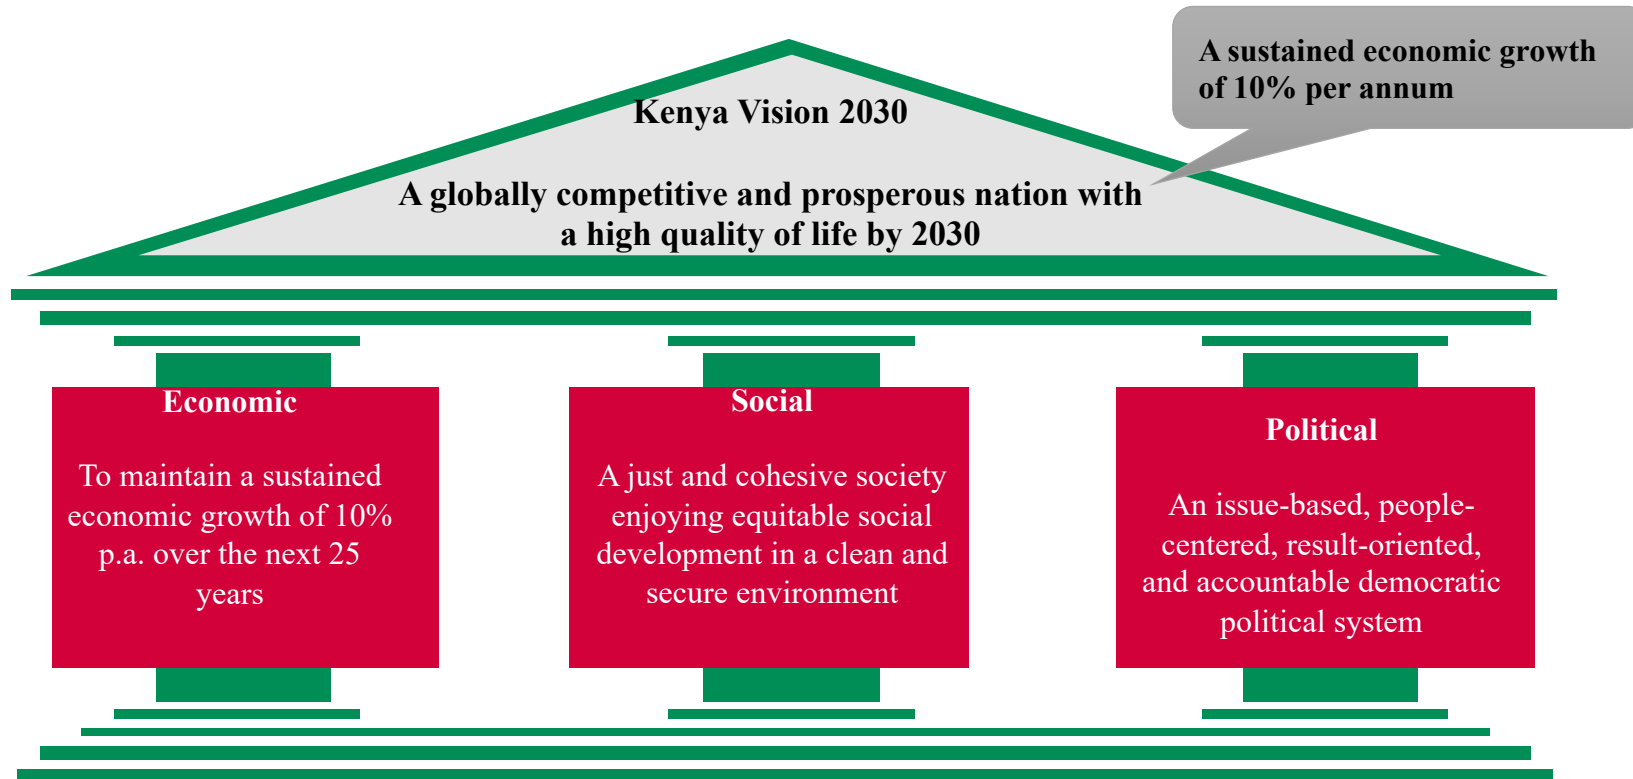 A sustained economic growth
of 10% per annum
Kenya Vision 2030
A globally competitive and prosperous nation with
a high quality of life by 2030
Economic
To maintain a sustained
economic growth of 10%
p.a. over the next 25
years
Social
A just and cohesive society
enjoying equitable social
development in a clean and
secure environment
Political
An issue-based, people-
centered, result-oriented,
and accountable democratic
political system